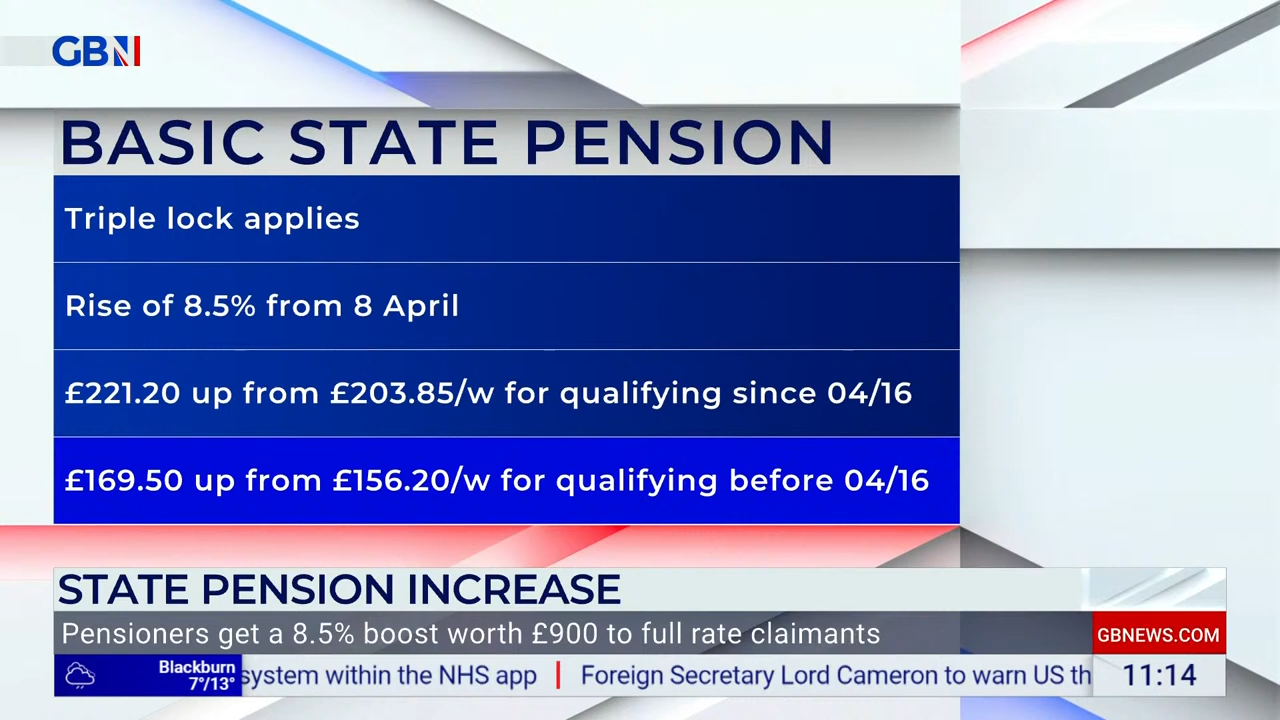 GBN
BASIC STATE PENSION
Triple lock applies
Rise of 8.5% from 8 April
£221.20 up from £203.85/w for qualifying since 04/16
£169.50 up from £156.20/w for qualifying before 04/16
STATE PENSION INCREASE
Pensioners get a 8.5% boost worth £900 to full rate claimants
GBNEWS.COM
Blackburn
7°/13°
system within the NHS app | Foreign Secretary Lord Cameron to warn US th
11:14